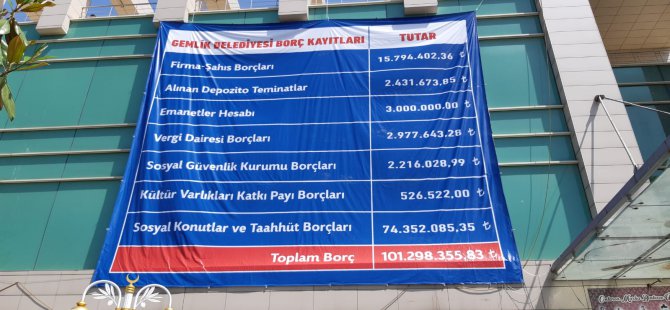 GEMLİK BELEDİYESİ BORÇ KAYITLARI TUTAR
Firma-Şahıs Borçları 15.794.402,36 ₺
Alınan Depozito Teminatlar 2.431.673,85 ₺
Emanetler Hesabı 3.000.000.00 ₺
Vergi Dairesi Borçları 2.977.643.28 ₺
Sosyal Güvenlik Kurumu Borçları 2.216.028,99 ₺
Kültür Varlıkları Katkı Payı Borçları 526.522,00 ₺
Sosyal Konutlar ve Taahhüt Borçları 74.352.085,35 ₺
Toplam Borç 101.298.355,83 ₺